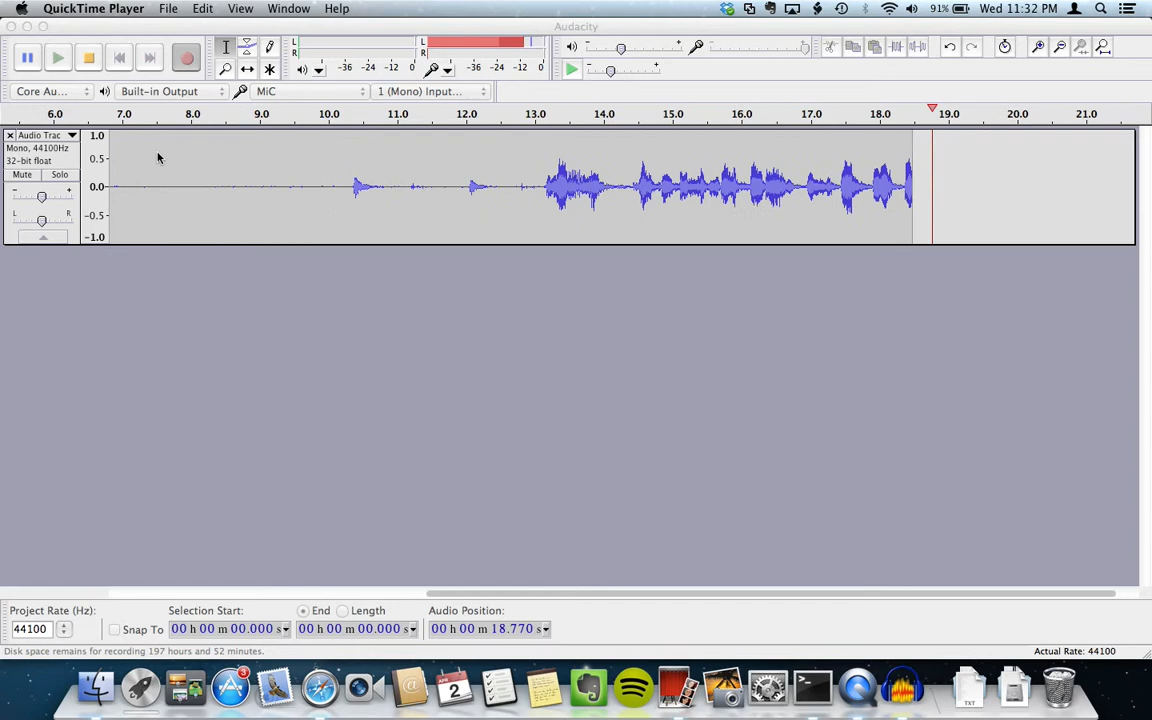 QuickTime Player File Edit View Window Help 91% Wed 11:32 PM
Audacity
L
R
-36 -24 -12 0
L
R
-36 -24 -12 0
Core Au... Built-in Output MiC 1 (Mono) Input...
6.0 7.0 8.0 9.0 10.0 11.0 12.0 13.0 14.0 15.0 16.0 17.0 18.0 19.0 20.0 21.0
Audio Trac
Mono, 44100Hz
32-bit float
Mute Solo
- +
L R
1.0
0.5
0.0
-0.5
-1.0
Project Rate (Hz): Selection Start: End Length Audio Position:
44100 Snap To 00 h 00 m 00.000 s 00 h 00 m 00.000 s 00 h 00 m 18.770 s
Disk space remains for recording 197 hours and 52 minutes. Actual Rate: 44100
3
APR
2
TXT